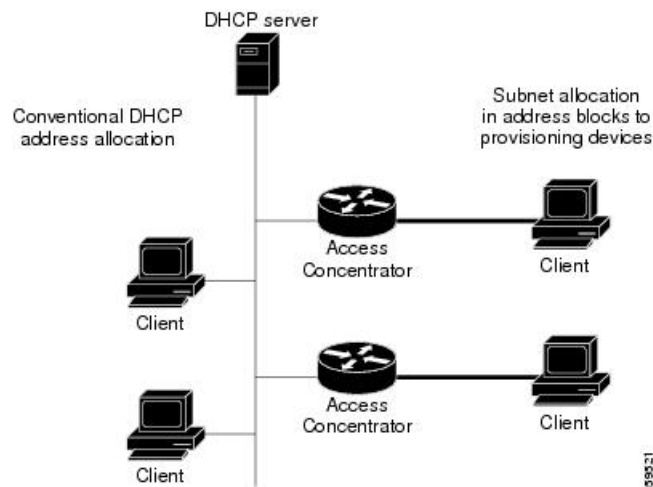 DHCP server
Conventional DHCP
address allocation
Subnet allocation
in address blocks to
provisioning devices
Access
Concentrator
Client
Client
Access
Concentrator
Client
Client
59521